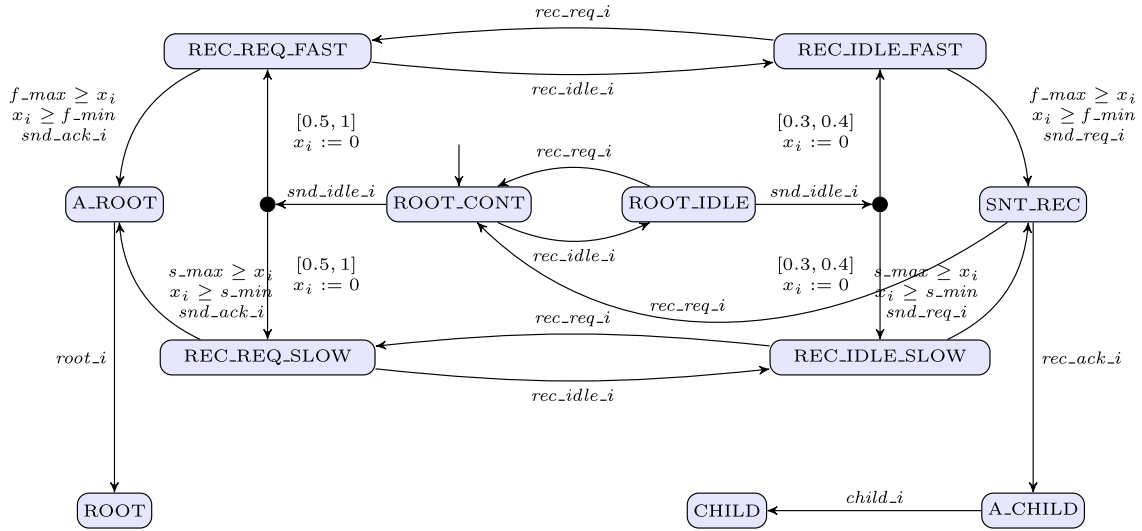 rec_req_i
REC_REQ_FAST
REC_IDLE_FAST
rec_idle_i
f_max ≥ x_i
x_i ≥ f_min
snd_ack_i
[0.5, 1]
x_i := 0
[0.3, 0.4]
x_i := 0
f_max ≥ x_i
x_i ≥ f_min
snd_req_i
rec_req_i
A_ROOT
snd_idle_i
ROOT_CONT
ROOT_IDLE
snd_idle_i
SNT_REC
rec_idle_i
s_max ≥ x_i
x_i ≥ s_min
snd_ack_i
[0.5, 1]
x_i := 0
[0.3, 0.4]
x_i := 0
s_max ≥ x_i
x_i ≥ s_min
snd_req_i
rec_req_i
rec_req_i
root_i
REC_REQ_SLOW
REC_IDLE_SLOW
rec_ack_i
rec_idle_i
ROOT
CHILD
child_i
A_CHILD